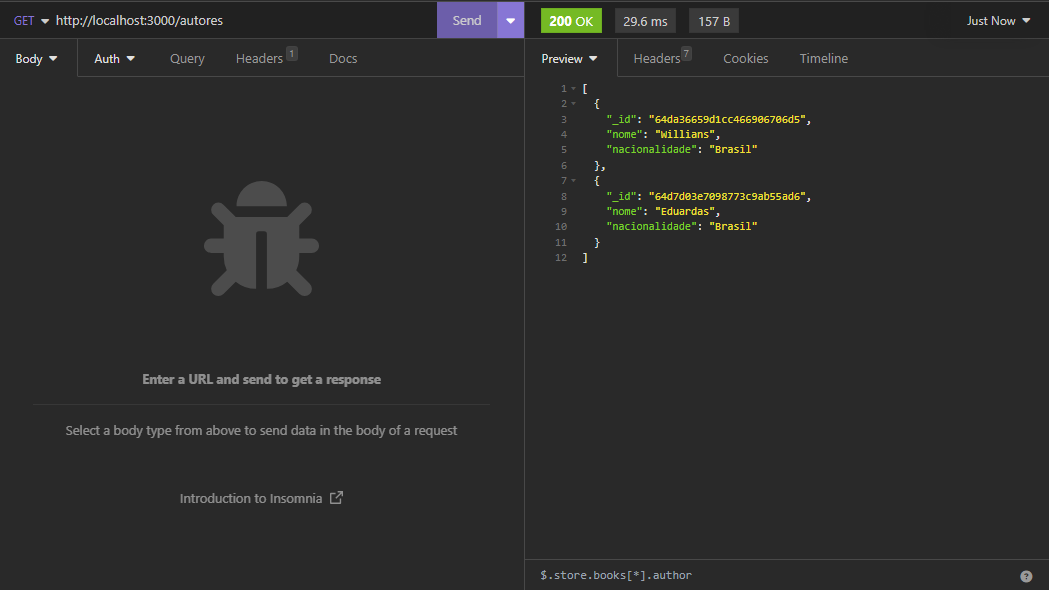 GET http://localhost:3000/autores Send 200 OK 29.6 ms 157 B Just Now
Body Auth Query Headers 1 Docs
Preview Headers 7 Cookies Timeline
1 [
2 {
3 "_id": "64da36659d1cc466906706d5",
4 "nome": "Willians",
5 "nacionalidade": "Brasil"
6 },
7 {
8 "_id": "64d7d03e7098773c9ab55ad6",
9 "nome": "Eduardas",
10 "nacionalidade": "Brasil"
11 }
12 ]
Enter a URL and send to get a response
Select a body type from above to send data in the body of a request
Introduction to Insomnia
$.store.books[*].author ?